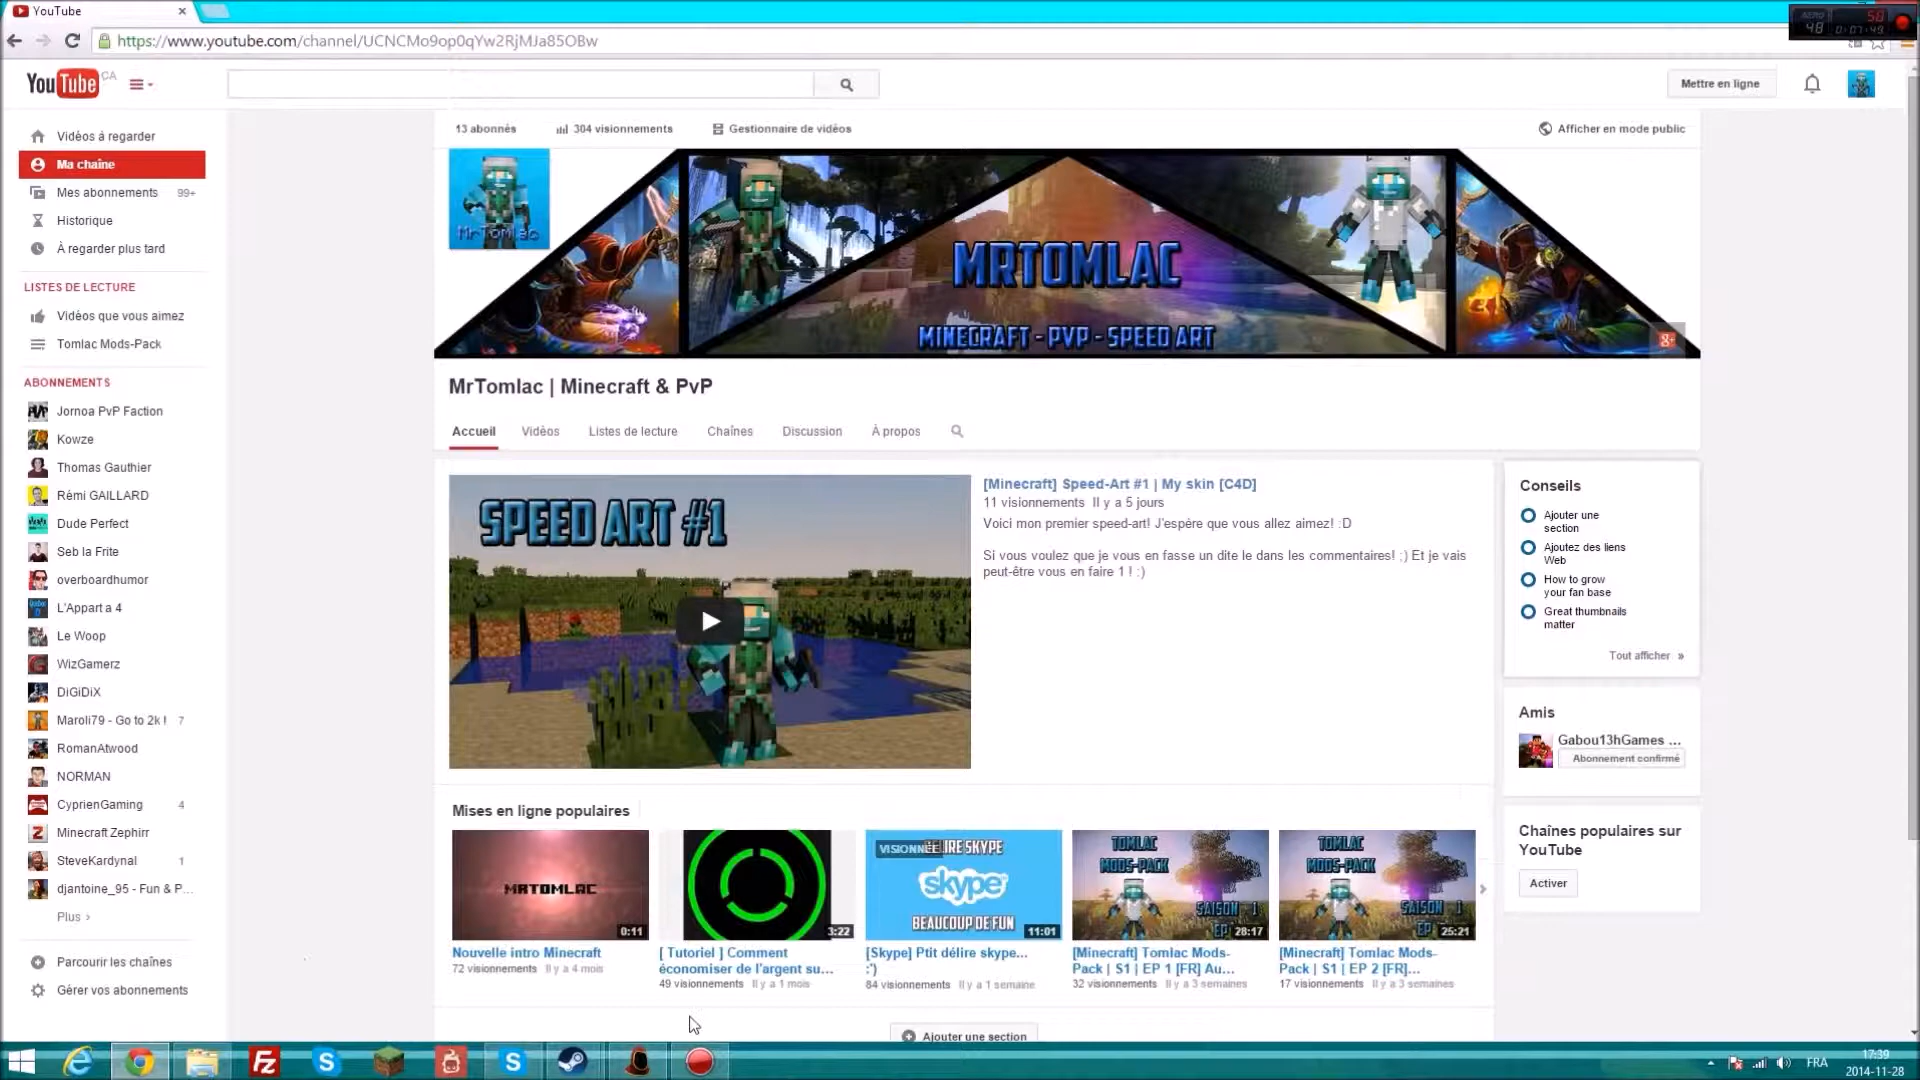 YouTube
AERO
48
58
0:07:49
https://www.youtube.com/channel/UCNCMo9op0qYw2RjMJa85OBw
YouTube CA
Mettre en ligne
13 abonnés
304 visionnements
Gestionnaire de vidéos
Afficher en mode public
Vidéos à regarder
Ma chaîne
Mes abonnements 99+
Historique
À regarder plus tard
LISTES DE LECTURE
Vidéos que vous aimez
Tomlac Mods-Pack
ABONNEMENTS
Jornoa PvP Faction
Kowze
Thomas Gauthier
Rémi GAILLARD
Dude Perfect
Seb la Frite
overboardhumor
L'Appart a 4
Le Woop
WizGamerz
DiGiDiX
Maroli79 - Go to 2k ! 7
RomanAtwood
NORMAN
CyprienGaming 4
Minecraft Zephirr
SteveKardynal 1
djantoine_95 - Fun & P...
Plus ›
Parcourir les chaînes
Gérer vos abonnements
MrTomlac
MRTOMLAC
MINECRAFT - PVP - SPEED ART
g+
MrTomlac | Minecraft & PvP
Accueil
Vidéos
Listes de lecture
Chaînes
Discussion
À propos
SPEED ART #1
[Minecraft] Speed-Art #1 | My skin [C4D]
11 visionnements Il y a 5 jours
Voici mon premier speed-art! J'espère que vous allez aimez! :D
Si vous voulez que je vous en fasse un dite le dans les commentaires! ;) Et je vais
peut-être vous en faire 1 ! :)
Conseils
Ajouter une
section
Ajoutez des liens
Web
How to grow
your fan base
Great thumbnails
matter
Tout afficher »
Amis
Gabou13hGames ...
Abonnement confirmé
Chaînes populaires sur
YouTube
Activer
Mises en ligne populaires
MRTOMLAC
0:11
Nouvelle intro Minecraft
72 visionnements Il y a 4 mois
3:22
[ Tutoriel ] Comment
économiser de l'argent su...
49 visionnements Il y a 1 mois
VISIONNÉE
DELIRE SKYPE
skype
BEAUCOUP DE FUN
11:01
[Skype] Ptit délire skype...
:')
84 visionnements Il y a 1 semaine
TOMLAC
MODS-PACK
SAISON 1
EP
28:17
[Minecraft] Tomlac Mods-
Pack | S1 | EP 1 [FR] Au...
32 visionnements Il y a 3 semaines
TOMLAC
MODS-PACK
SAISON 1
EP
25:21
[Minecraft] Tomlac Mods-
Pack | S1 | EP 2 [FR]...
17 visionnements Il y a 3 semaines
Ajouter une section
FRA
17:39
2014-11-28